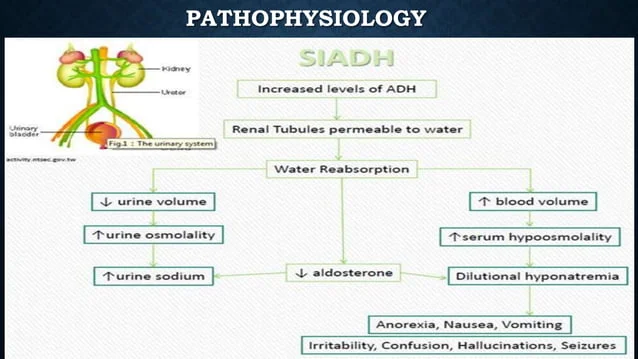 PATHOPHYSIOLOGY
SIADH
Kidney
Uretor
Urinary
bladder
Fig.1 : The urinary system
activity.ntsec.gov.tw
Increased levels of ADH
Renal Tubules permeable to water
Water Reabsorption
↓ urine volume
↑ blood volume
↑urine osmolality
↑serum hypoosmolality
↑urine sodium
↓ aldosterone
Dilutional hyponatremia
Anorexia, Nausea, Vomiting
Irritability, Confusion, Hallucinations, Seizures